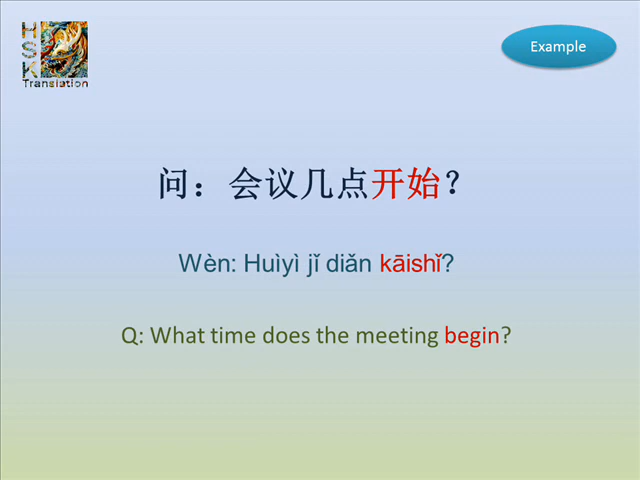 HSK
Translation
Example
问：会议几点开始？
Wèn: Huìyì jǐ diǎn kāishǐ?
Q: What time does the meeting begin?